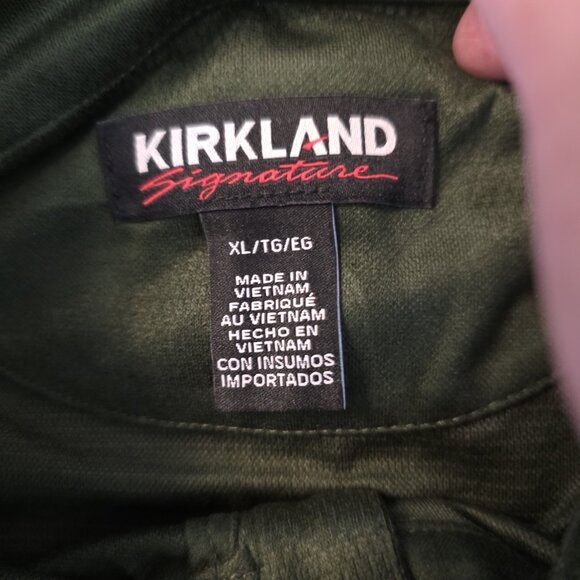 KIRKLAND
Signature
XL/TG/EG
MADE IN
VIETNAM
FABRIQUÉ
AU VIETNAM
HECHO EN
VIETNAM
CON INSUMOS
IMPORTADOS